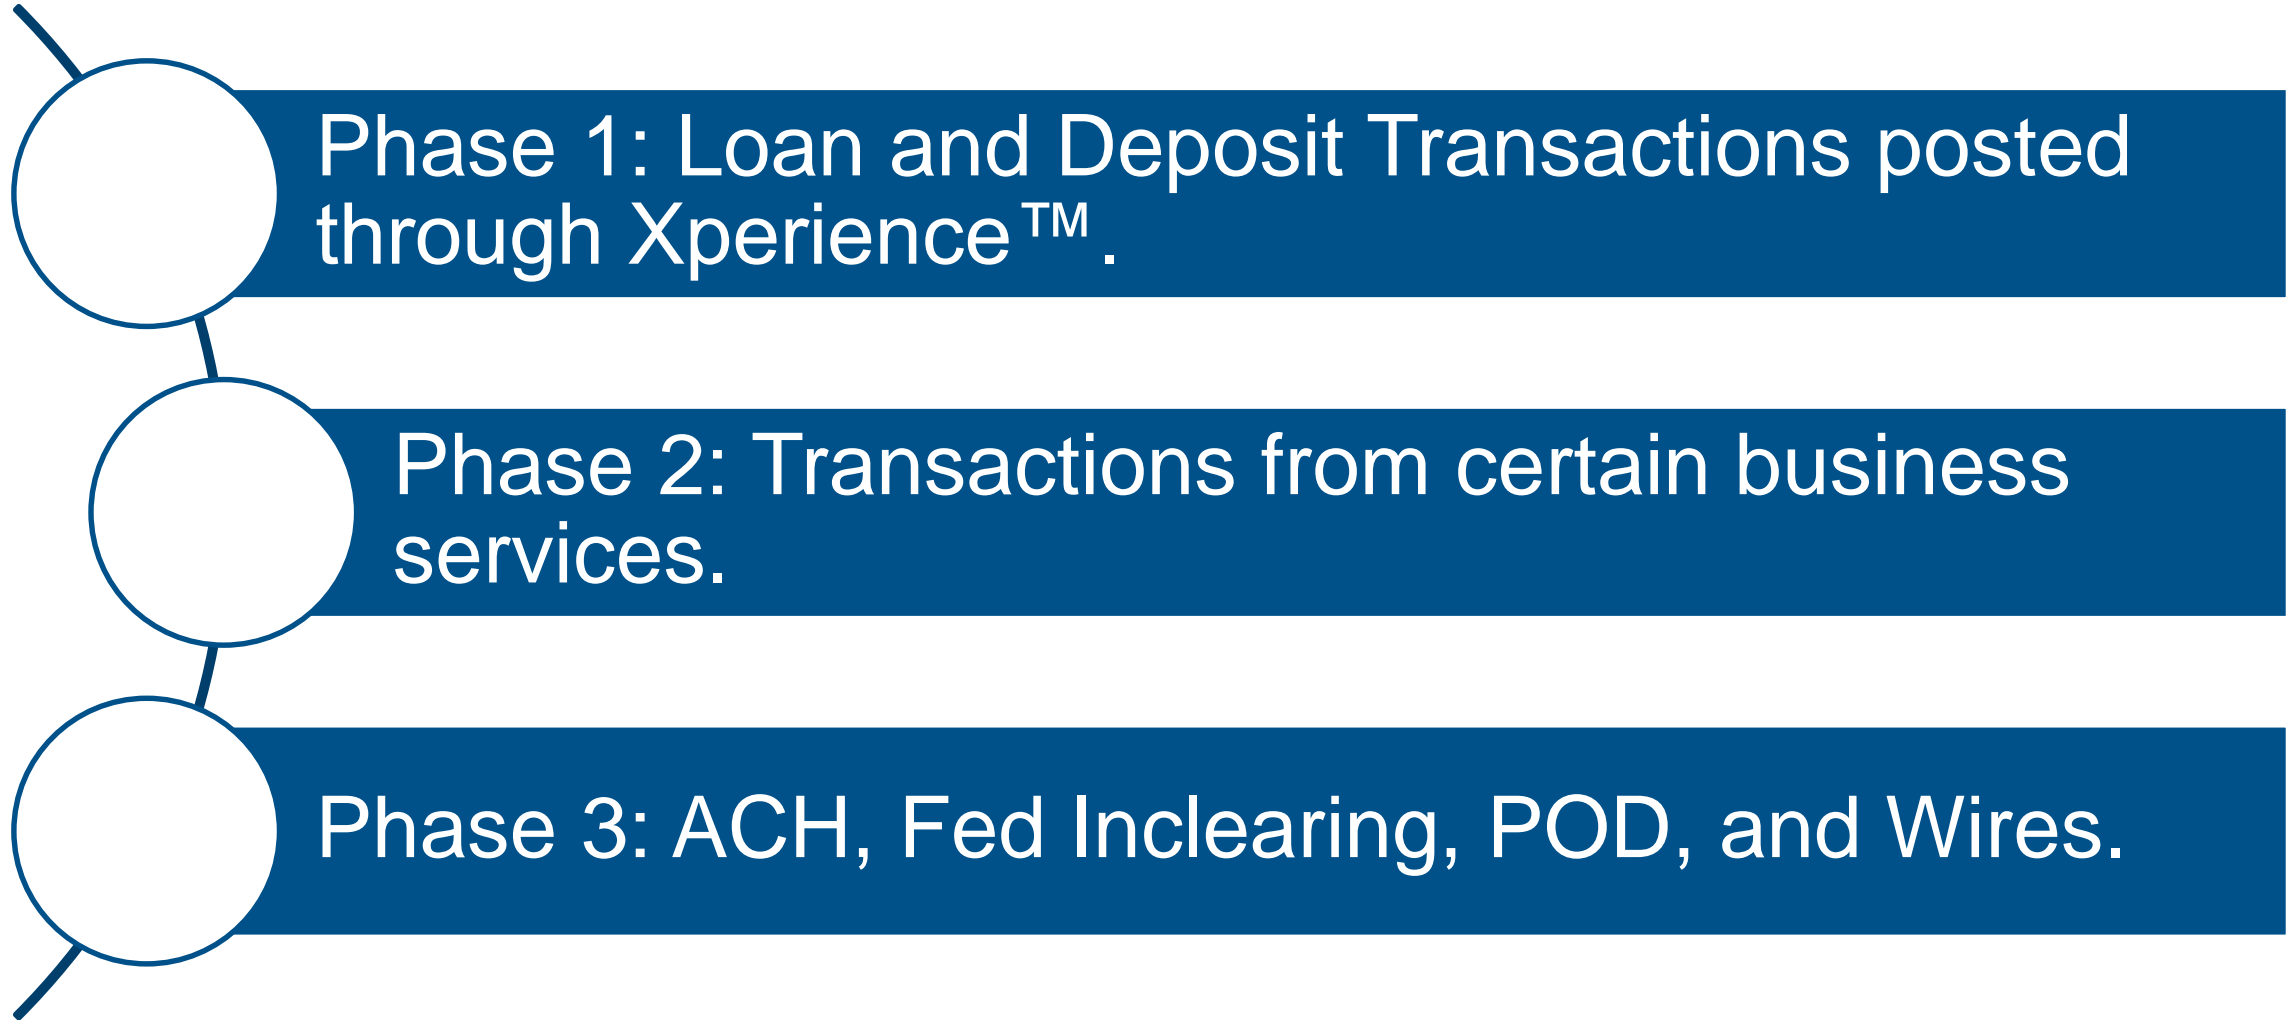 Phase 1: Loan and Deposit Transactions posted
through Xperience™.
Phase 2: Transactions from certain business
services.
Phase 3: ACH, Fed Inclearing, POD, and Wires.